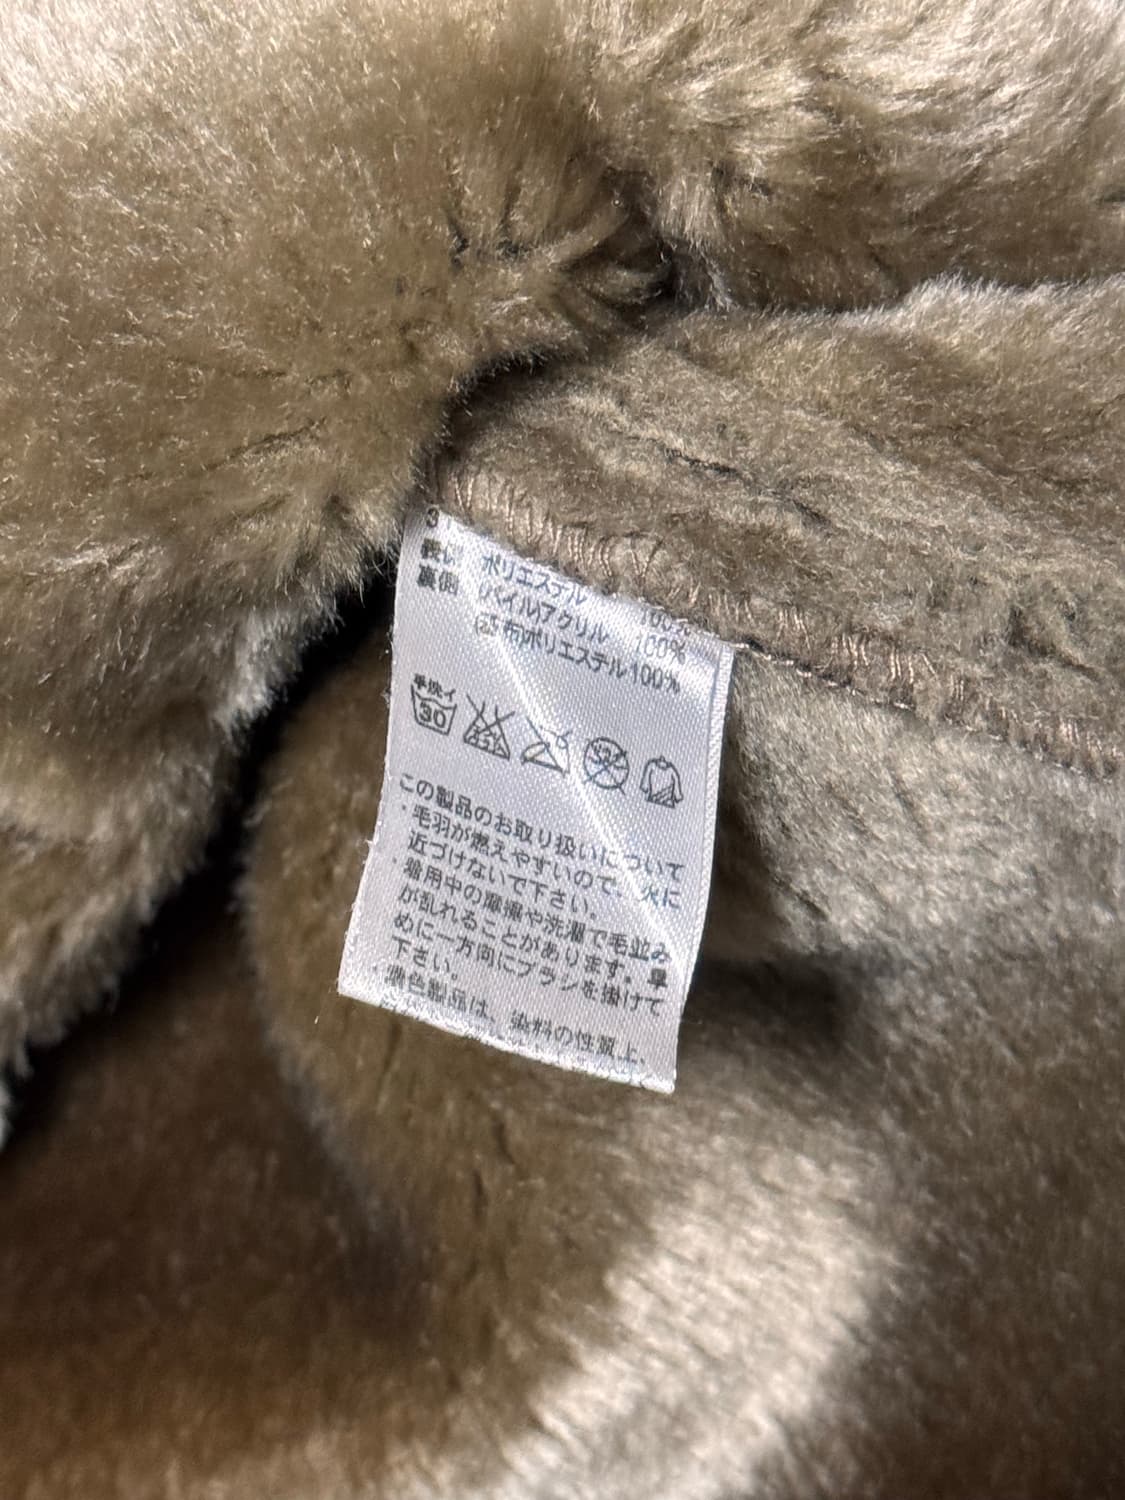 表側 ポリエステル 100%
裏側 (パイル)アクリル 100%
(基布)ポリエステル100%
手洗イ
30
この製品のお取り扱いについて
・毛羽が燃えやすいので、火に
近づけないで下さい。
・着用中の摩擦や洗濯で毛並み
が乱れることがあります。早
めに一方向にブラシを掛けて
下さい。
・濃色製品は、染料の性質上、